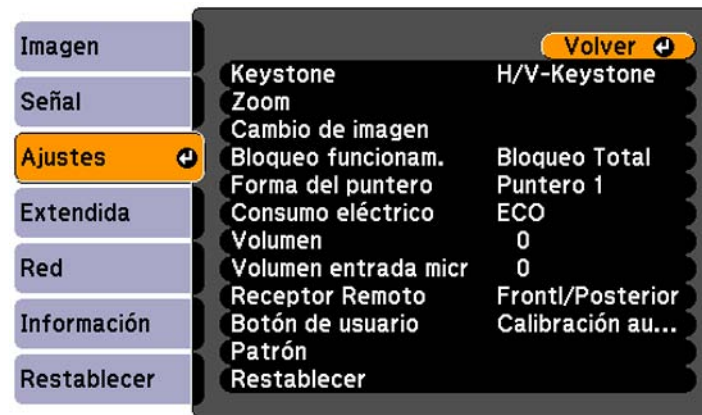 Imagen
Señal
Ajustes
Extendida
Red
Información
Restablecer
Volver
Keystone H/V-Keystone
Zoom
Cambio de imagen
Bloqueo funcionam. Bloqueo Total
Forma del puntero Puntero 1
Consumo eléctrico ECO
Volumen 0
Volumen entrada micr 0
Receptor Remoto Frontl/Posterior
Botón de usuario Calibración au...
Patrón
Restablecer